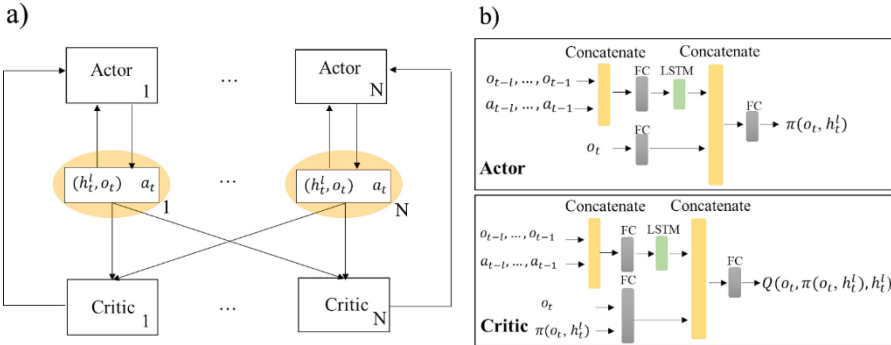 a)
Actor
1
...
Actor
N
(h_t^l, o_t) a_t
1
...
(h_t^l, o_t) a_t
N
Critic
1
...
Critic
N
b)
Concatenate
Concatenate
FC
LSTM
o_{t-l}, ..., o_{t-1}
a_{t-l}, ..., a_{t-1}
FC
π(o_t, h_t^l)
FC
o_t
Actor
Concatenate
Concatenate
FC
LSTM
o_{t-l}, ..., o_{t-1}
a_{t-l}, ..., a_{t-1}
FC
Q(o_t, π(o_t, h_t^l), h_t^l)
FC
o_t
π(o_t, h_t^l)
Critic